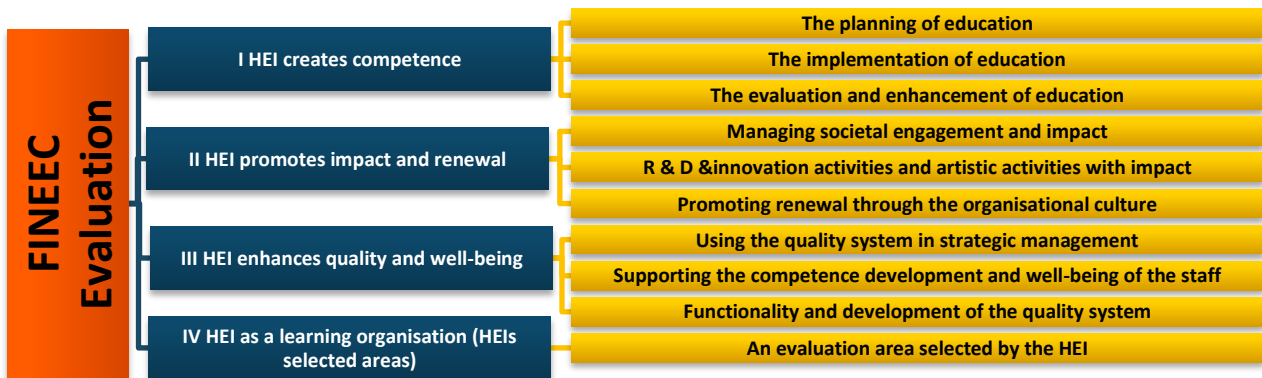 FINEEC
Evaluation
I HEI creates competence
The planning of education
The implementation of education
The evaluation and enhancement of education
II HEI promotes impact and renewal
Managing societal engagement and impact
R & D &innovation activities and artistic activities with impact
Promoting renewal through the organisational culture
III HEI enhances quality and well-being
Using the quality system in strategic management
Supporting the competence development and well-being of the staff
Functionality and development of the quality system
IV HEI as a learning organisation (HEIs
selected areas)
An evaluation area selected by the HEI